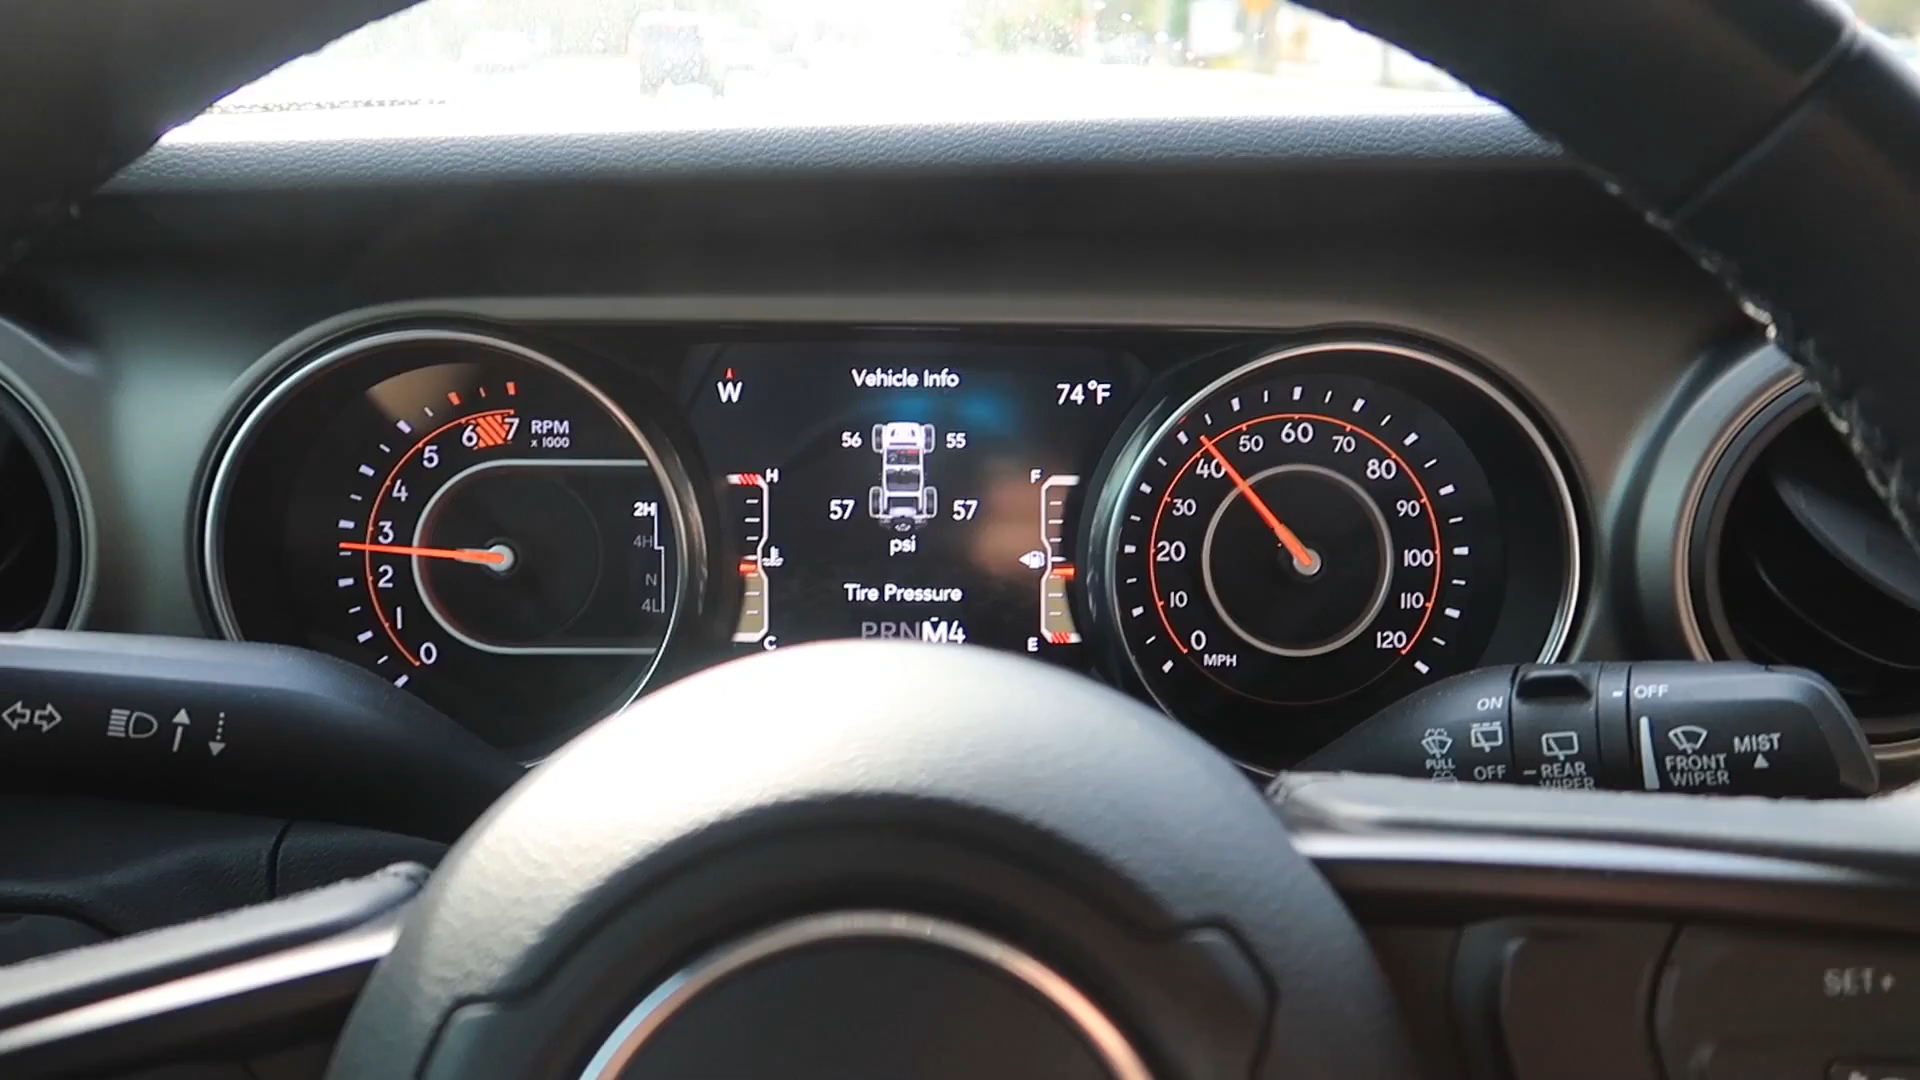 W
Vehicle Info
74°F
56 55
57 57
psi
Tire Pressure
PRNM4
H
C
F
E
0
1
2
3
4
5
6
7
RPM
x 1000
2H
4H
N
4L
0
10
20
30
40
50
60
70
80
90
100
110
120
MPH
ON
OFF
PULL
OFF
REAR
WIPER
FRONT
WIPER
MIST
SET+